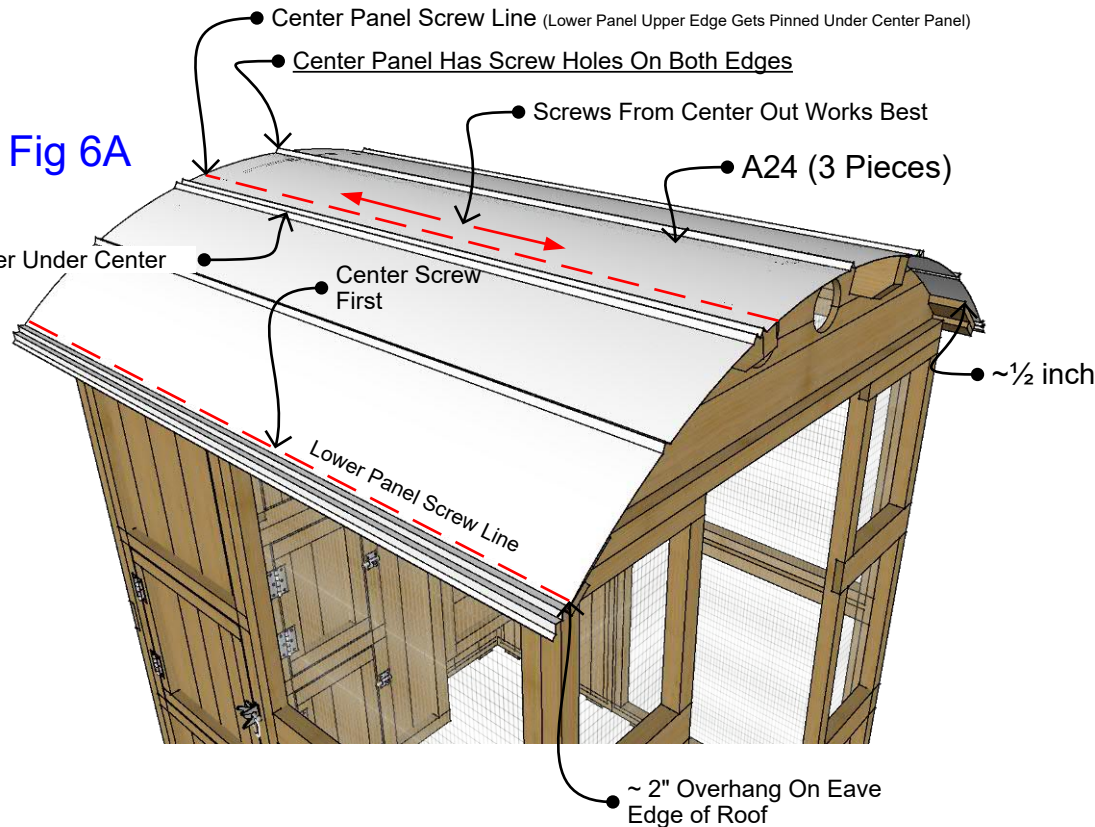 Center Panel Screw Line (Lower Panel Upper Edge Gets Pinned Under Center Panel)
Center Panel Has Screw Holes On Both Edges
Screws From Center Out Works Best
Fig 6A
A24 (3 Pieces)
er Under Center
Center Screw
First
~½ inch
Lower Panel Screw Line
~ 2" Overhang On Eave
Edge of Roof